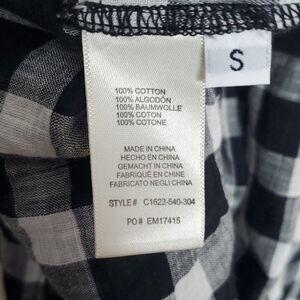 S
100% COTTON
100% ALGODÓN
100% BAUMWOLLE
100% COTON
100% COTONE
MADE IN CHINA
HECHO EN CHINA
GEMACHT IN CHINA
FABRIQUÉ EN CHINE
FABRICATO NEGLI CHINA
STYLE# C1622-540-304
PO# EM17415